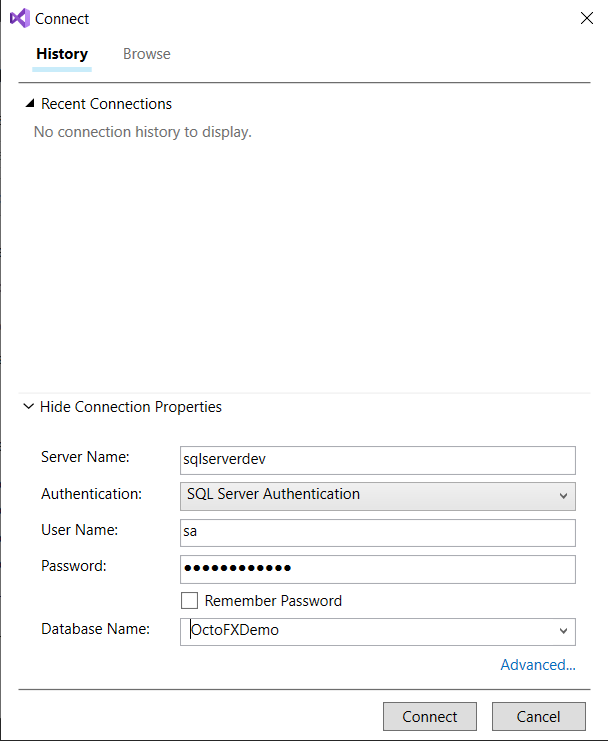 Connect
History Browse
Recent Connections
No connection history to display.
Hide Connection Properties
Server Name: sqlserverdev
Authentication: SQL Server Authentication
User Name: sa
Password: ●●●●●●●●●●●●
Remember Password
Database Name: OctoFXDemo
Advanced...
Connect Cancel